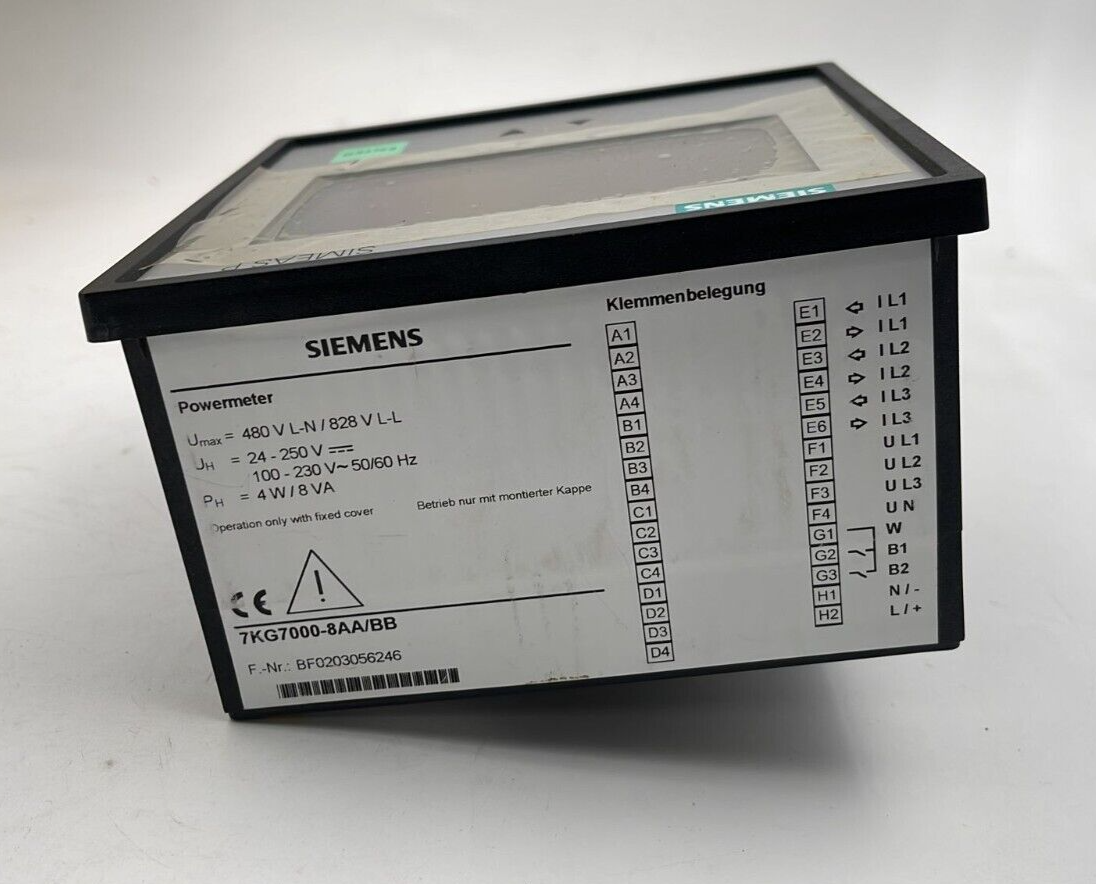 SIEMENS
SIMEAS P
SIEMENS
Powermeter
Umax = 480 V L-N / 828 V L-L
UH = 24 - 250 V
100 - 230 V~ 50/60 Hz
PH = 4 W / 8 VA
Operation only with fixed cover
Betrieb nur mit montierter Kappe
CE
!
7KG7000-8AA/BB
F.-Nr.: BF0203056246
Klemmenbelegung
A1
A2
A3
A4
B1
B2
B3
B4
C1
C2
C3
C4
D1
D2
D3
D4
E1 I L1
E2 I L1
E3 I L2
E4 I L2
E5 I L3
E6 I L3
F1 U L1
F2 U L2
F3 U L3
F4 U N
G1 W
G2 B1
G3 B2
H1 N / -
H2 L / +